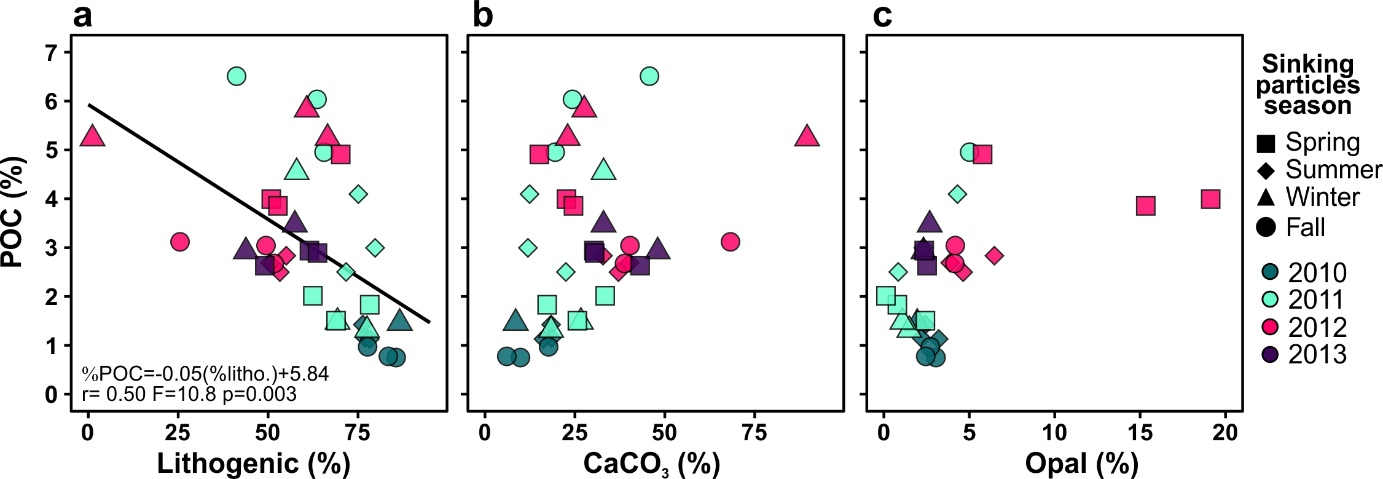 a
b
c
7
6
5
4
3
2
1
0
POC (%)
%POC=-0.05(%litho.)+5.84
r= 0.50 F=10.8 p=0.003
0 25 50 75
0 25 50 75
0 5 10 15 20
Lithogenic (%)
CaCO₃ (%)
Opal (%)
Sinking
particles
season
Spring
Summer
Winter
Fall
2010
2011
2012
2013